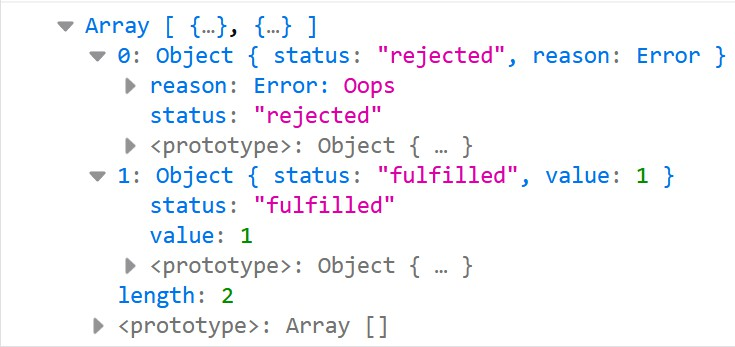 Array [ {…}, {…} ]
0: Object { status: "rejected", reason: Error }
reason: Error: Oops
status: "rejected"
<prototype>: Object { … }
1: Object { status: "fulfilled", value: 1 }
status: "fulfilled"
value: 1
<prototype>: Object { … }
length: 2
<prototype>: Array []